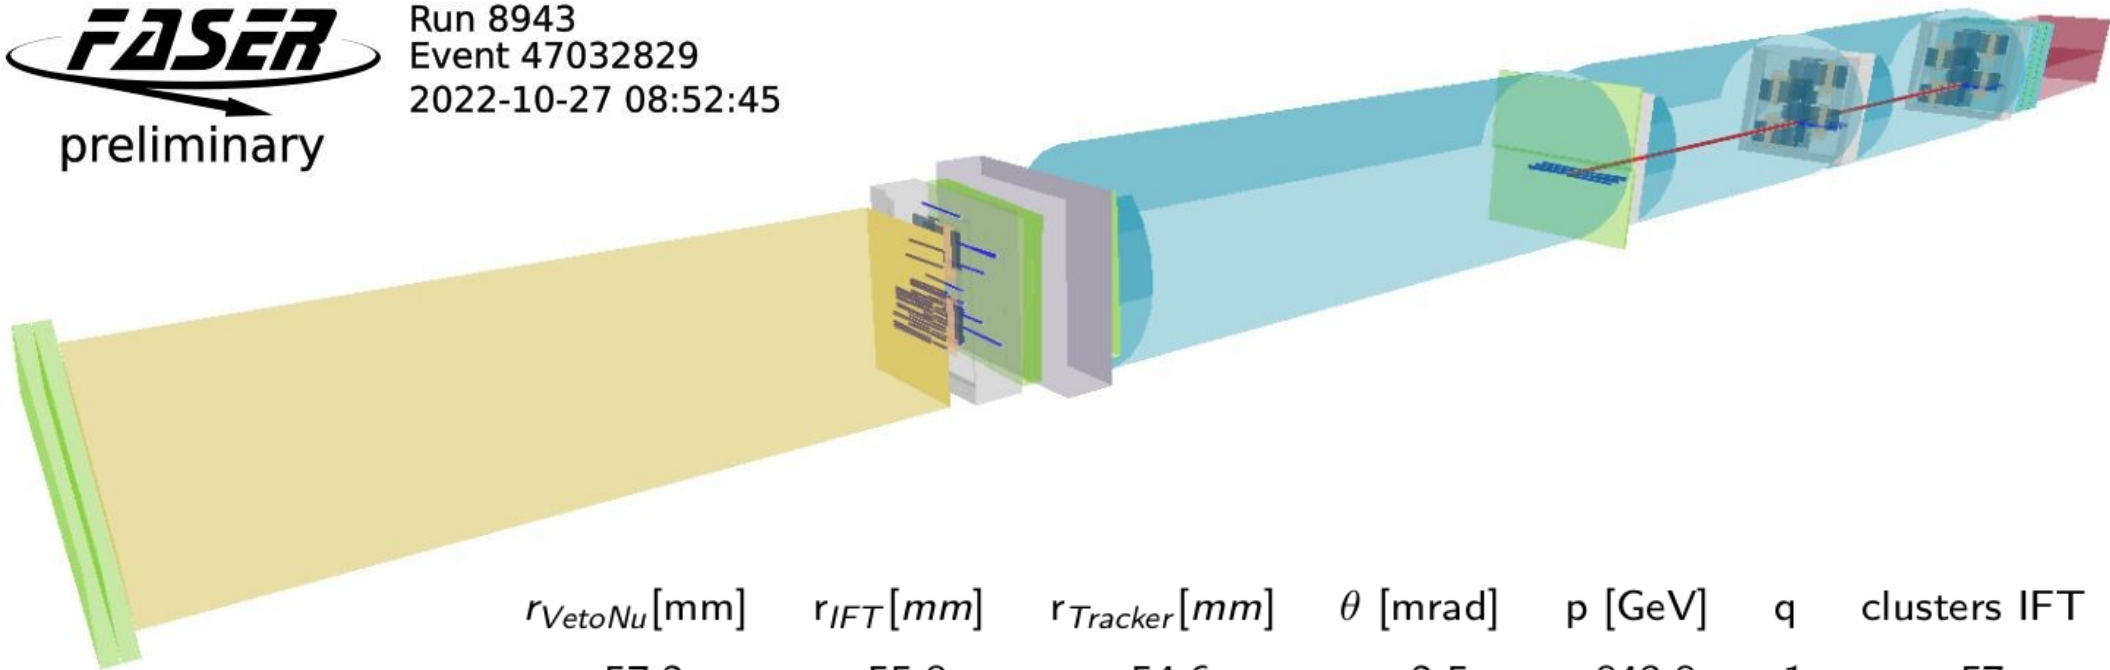 FASER
preliminary
Run 8943
Event 47032829
2022-10-27 08:52:45
r_VetoNu [mm] r_IFT [mm] r_Tracker [mm] θ [mrad] p [GeV] q clusters IFT